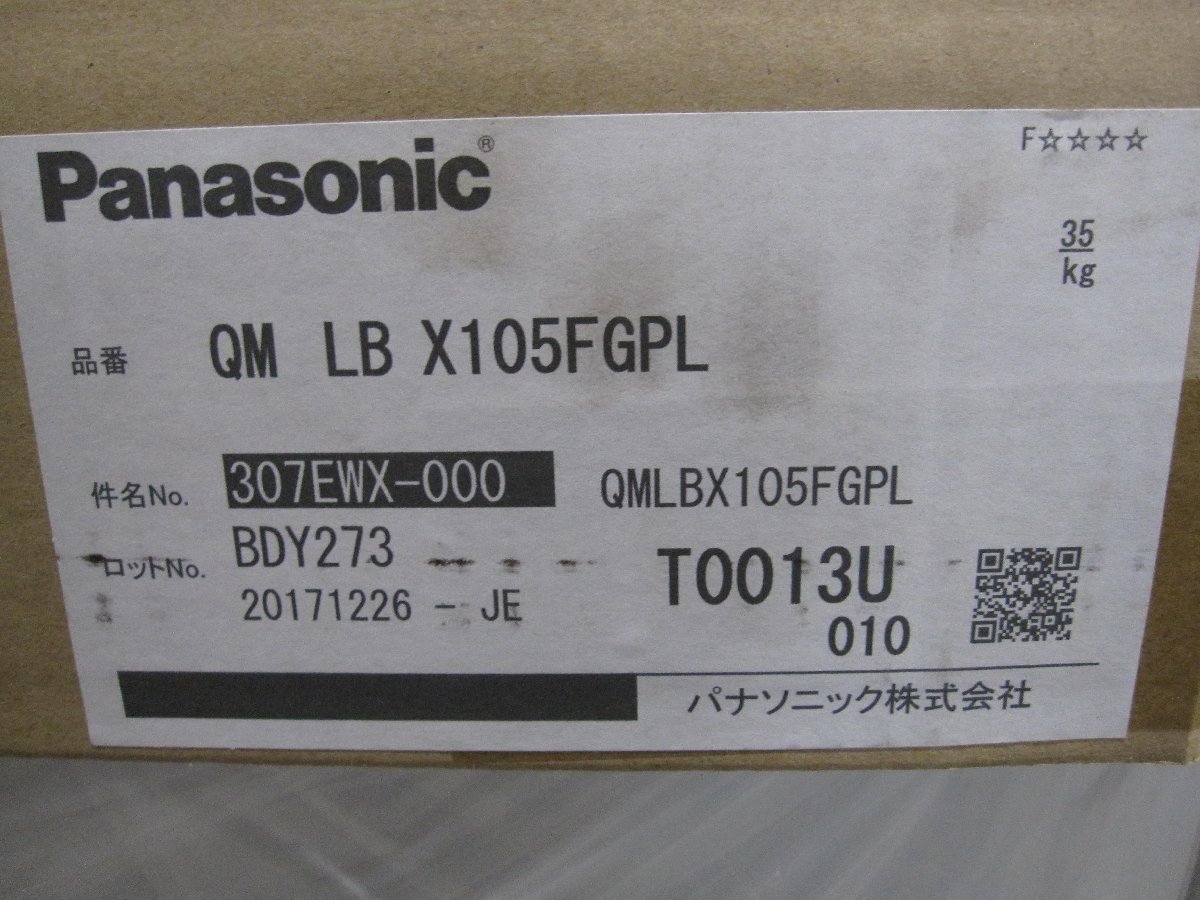 Panasonic®
F☆☆☆☆
35
kg
品番 QM LB X105FGPL
件名No. 307EWX-000 QMLBX105FGPL
ロットNo. BDY273 T0013U
20171226 - JE
010
パナソニック株式会社